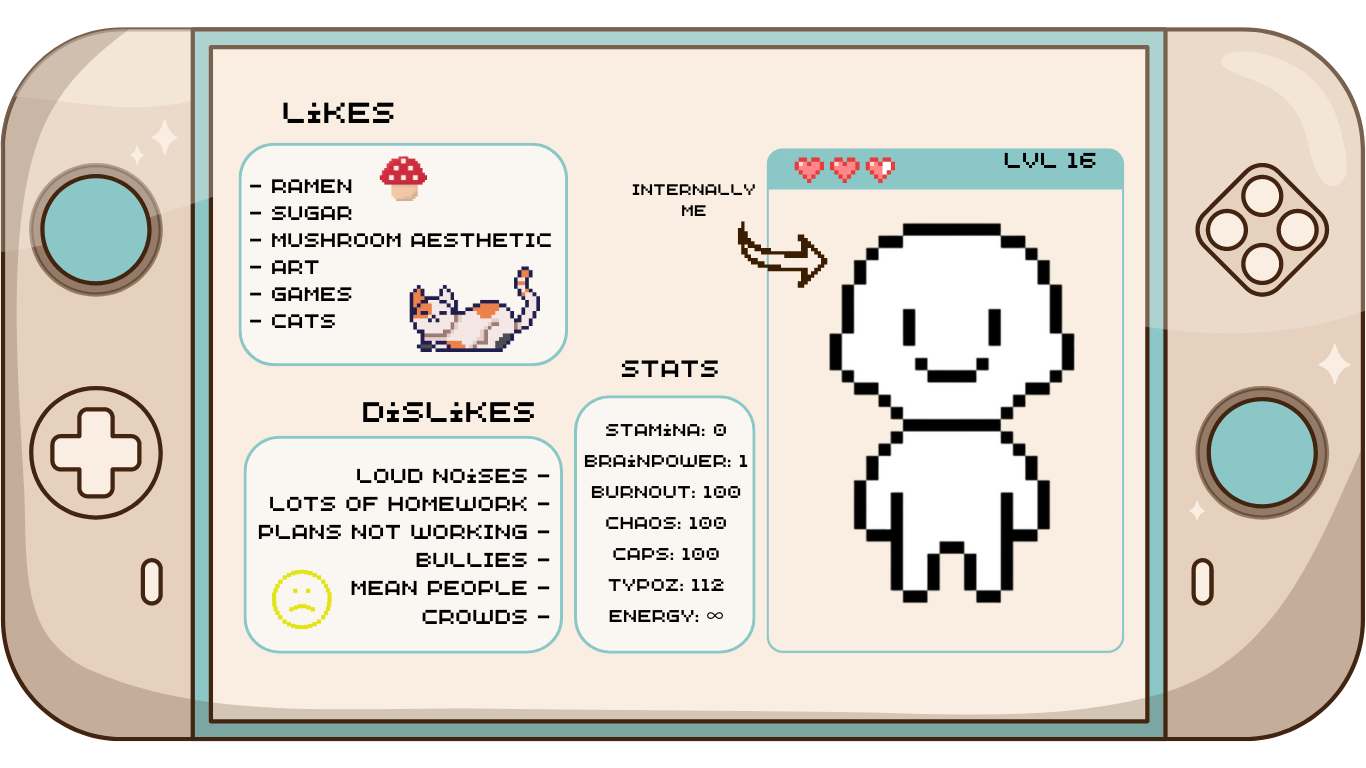 LiKES
- RAMEN
- SUGAR
- MUSHROOM AESTHETIC
- ART
- GAMES
- CATS
DiSLiKES
LOUD NOiSES -
LOTS OF HOMEWORK -
PLANS NOT WORKING -
BULLIES -
MEAN PEOPLE -
CROWDS -
STATS
STAMiNA: 0
BRAiNPOWER: 1
BURNOUT: 100
CHAOS: 100
CAPS: 100
TYPOZ: 112
ENERGY: ∞
INTERNALLY
ME
LVL 16